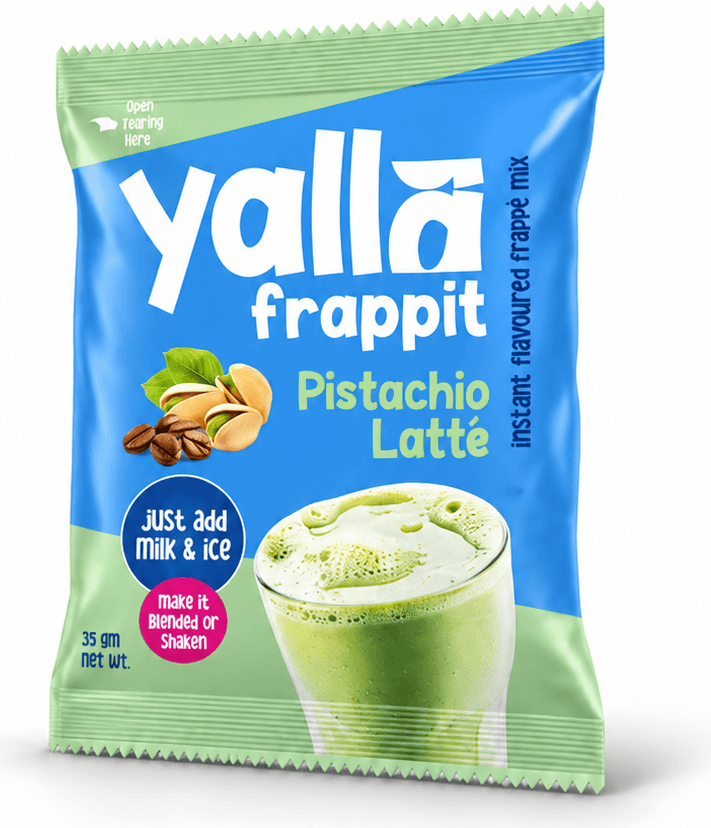 Open
Tearing
Here
yalla
frappit
instant flavoured frappé mix
Pistachio
Latté
just add
milk & ice
make it
Blended or
Shaken
35 gm
net wt.